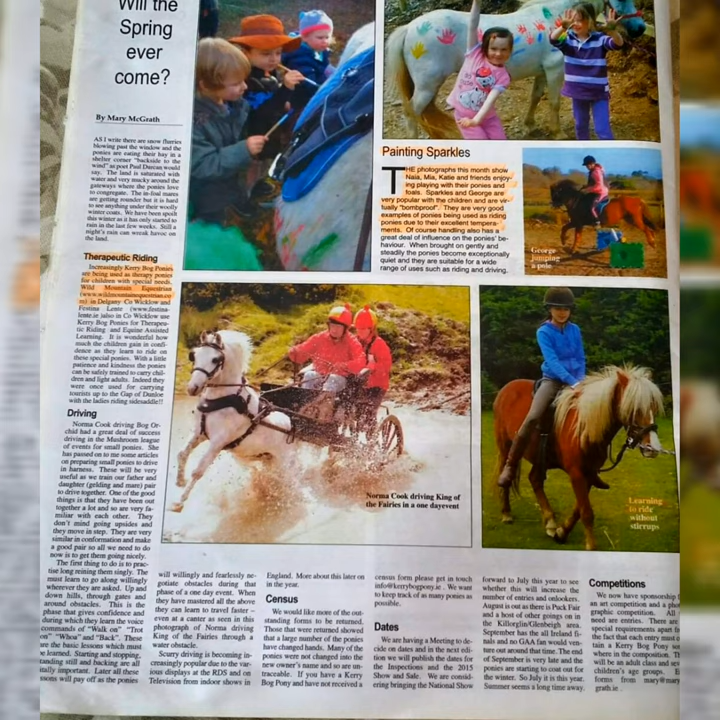 Will the
Spring
ever
come?
By Mary McGrath
AS I write there are snow flurries
blowing past the window and the
ponies are eating their hay in a
shelter corner "backside to the
wind" as poet Paul Durcan would
say. The land is saturated with
water and very mucky around the
gateways where the ponies love
to congregate. The in-foal mares
are getting rounder but it is hard
to see anything under their woolly
winter coats. We have been spoilt
this winter as it has only started to
rain in the last few weeks. Still a
night's rain can wreak havoc on
the land.
Therapeutic Riding
Increasingly Kerry Bog Ponies
are being used as therapy ponies
for children with special needs.
Wild Mountain Equestrian
(www.wildmountainequestrian.co
m) in Delgany Co Wicklow and
Festina Lente (www.festina-
lente.ie )also in Co Wicklow use
Kerry Bog Ponies for Therapeu-
tic Riding and Equine Assisted
Learning. It is wonderful how
much the children gain in confi-
dence as they learn to ride on
these special ponies. With a little
patience and kindness the ponies
can be safely trained to carry chil-
dren and light adults. Indeed they
were once used for carrying
tourists up to the Gap of Dunloe
with the ladies riding sidesaddle!!
Driving
Norma Cook driving Bog Or-
chid had a great deal of success
driving in the Mushroom league
of events for small ponies. She
has passed on to me some articles
on preparing small ponies to drive
in harness. These will be very
useful as we train our father and
daughter (gelding and mare) pair
to drive together. One of the good
things is that they have been out
together a lot and so are very fa-
miliar with each other. They
don't mind going upsides and
they move in step. They are very
similar in conformation and make
a good pair so all we need to do
now is to get them going nicely.
The first thing to do is to prac-
tise long reining them singly. The
must learn to go along willingly
wherever they are asked. Up and
down hills, through gates and
around obstacles. This is the
phase that gives confidence and
during which they learn the voice
commands of "Walk on" "Trot
on" "Whoa" and "Back". These
are the basic lessons which must
be learned. Starting and stopping,
standing still and backing are all
vitally important. Later all these
lessons will pay off as the ponies
will willingly and fearlessly ne-
gotiate obstacles during that
phase of a one day event. When
they have mastered all the above
they can learn to travel faster –
even at a canter as seen in this
photograph of Norma driving
King of the Fairies through a
water obstacle.
Scurry driving is becoming in-
creasingly popular due to the var-
ious displays at the RDS and on
Television from indoor shows in
England. More about this later on
in the year.
Census
We would like more of the out-
standing forms to be returned.
Those that were returned showed
that a large number of the ponies
have changed hands. Many of the
ponies were not changed into the
new owner's name and so are un-
traceable. If you have a Kerry
Bog Pony and have not received a
census form please get in touch
info@kerrybogpony.ie . We want
to keep track of as many ponies as
possible.
Dates
We are having a Meeting to de-
cide on dates and in the next edi-
tion we will publish the dates for
the Inspections and the 2015
Show and Safe. We are consid-
ering bringing the National Show
forward to July this year to see
whether this will increase the
number of entries and onlookers.
August is out as there is Puck Fair
and a host of other goings on in
the Killorglin/Glenbeigh area.
September has the all Ireland fi-
nals and no GAA fan would ven-
ture out around that time. The end
of September is very late and the
ponies are starting to coat out for
the winter. So July it is this year.
Summer seems a long time away.
Competitions
We now have sponsorship
an art competition and a
graphic competition. All
need are entries. There are
special requirements apart
the fact that each entry must
tain a Kerry Bog Pony
where in the composition.
will be an adult class and
children's age groups.
forms from
grath.ie
Painting Sparkles
THE photographs this month show
Naia, Mia, Katie and friends enjoy-
ing playing with their ponies and
foals. Sparkles and George are
very popular with the children and are vir-
tually "bombproof". They are very good
examples of ponies being used as riding
ponies due to their excellent tempera-
ments. Of course handling also has a
great deal of influence on the ponies' be-
haviour. When brought on gently and
steadily the ponies become exceptionally
quiet and they are suitable for a wide
range of uses such as riding and driving.
George
jumping
a pole
Norma Cook driving King of
the Fairies in a one dayevent
Learning
to ride
without
stirrups